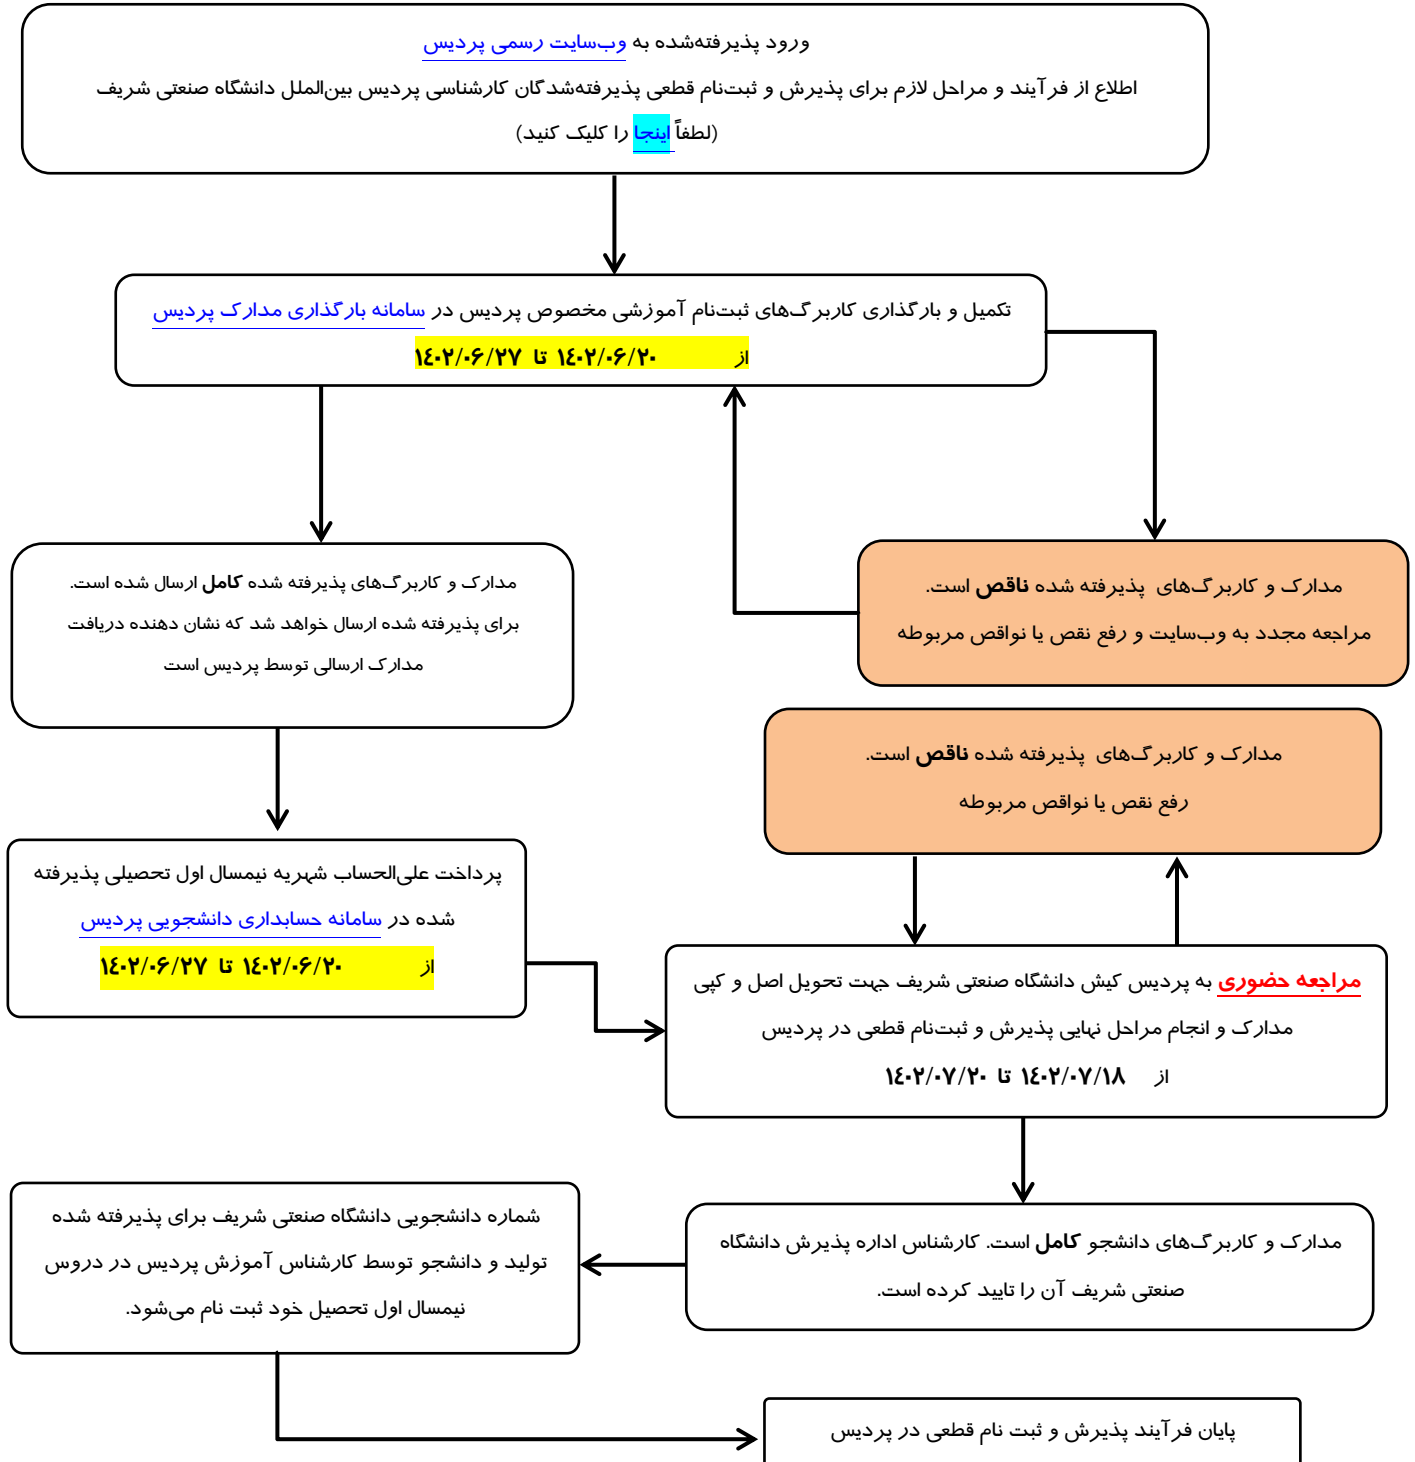 ورود پذیرفته‌شده به وب‌سایت رسمی پردیس
اطلاع از فرآیند و مراحل لازم برای پذیرش و ثبت‌نام قطعی پذیرفته‌شدگان کارشناسی پردیس بین‌الملل دانشگاه صنعتی شریف
(لطفاً اینجا را کلیک کنید)
تکمیل و بارگذاری کاربرگ‌های ثبت‌نام آموزشی مخصوص پردیس در سامانه بارگذاری مدارک پردیس
از ۱۴۰۲/۰۶/۲۰ تا ۱۴۰۲/۰۶/۲۷
مدارک و کاربرگ‌های پذیرفته شده ناقص است.
مراجعه مجدد به وب‌سایت و رفع نقص یا نواقص مربوطه
مدارک و کاربرگ‌های پذیرفته شده کامل ارسال شده است.
برای پذیرفته شده ارسال خواهد شد که نشان دهنده دریافت
مدارک ارسالی توسط پردیس است
مدارک و کاربرگ‌های پذیرفته شده ناقص است.
رفع نقص یا نواقص مربوطه
پرداخت علی‌الحساب شهریه نیمسال اول تحصیلی پذیرفته
شده در سامانه حسابداری دانشجویی پردیس
از ۱۴۰۲/۰۶/۲۰ تا ۱۴۰۲/۰۶/۲۷
مراجعه حضوری به پردیس کیش دانشگاه صنعتی شریف جهت تحویل اصل و کپی
مدارک و انجام مراحل نهایی پذیرش و ثبت‌نام قطعی در پردیس
از ۱۴۰۲/۰۷/۱۸ تا ۱۴۰۲/۰۷/۲۰
مدارک و کاربرگ‌های دانشجو کامل است. کارشناس اداره پذیرش دانشگاه
صنعتی شریف آن را تایید کرده است.
شماره دانشجویی دانشگاه صنعتی شریف برای پذیرفته شده
تولید و دانشجو توسط کارشناس آموزش پردیس در دروس
نیمسال اول تحصیل خود ثبت نام می‌شود.
پایان فرآیند پذیرش و ثبت نام قطعی در پردیس